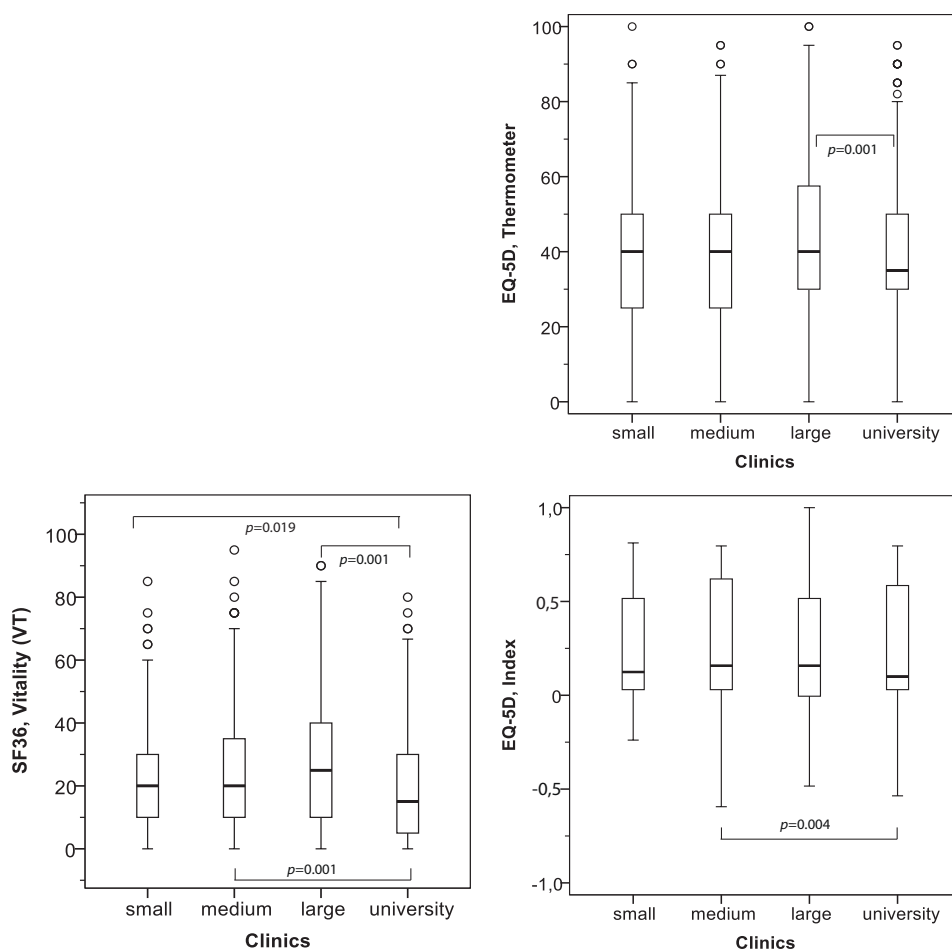 100
80
60
40
20
0
EQ-5D, Thermometer
p=0.001
small medium large university
Clinics
100
80
60
40
20
0
SF36, Vitality (VT)
p=0.019
p=0.001
p=0.001
small medium large university
Clinics
1,0
0,5
0
-0,5
-1,0
EQ-5D, Index
p=0.004
small medium large university
Clinics